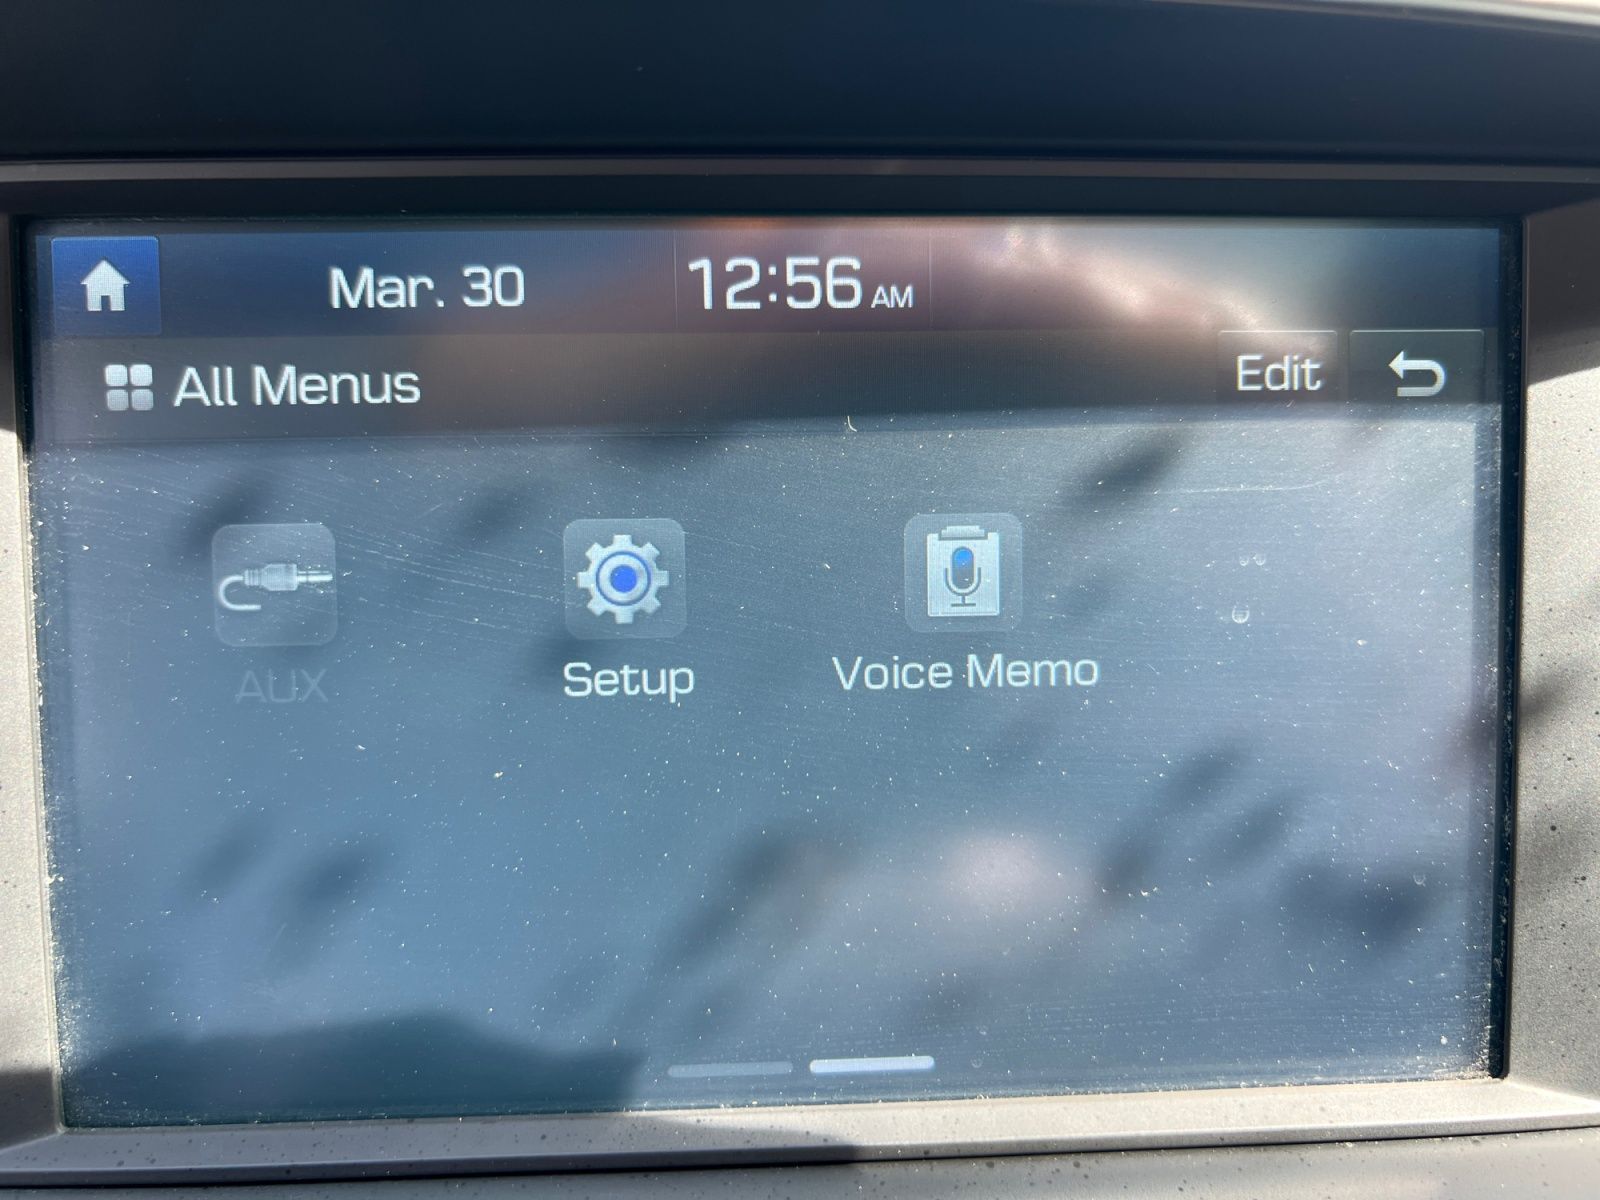 Mar. 30
12:56 AM
All Menus
Edit
AUX
Setup
Voice Memo